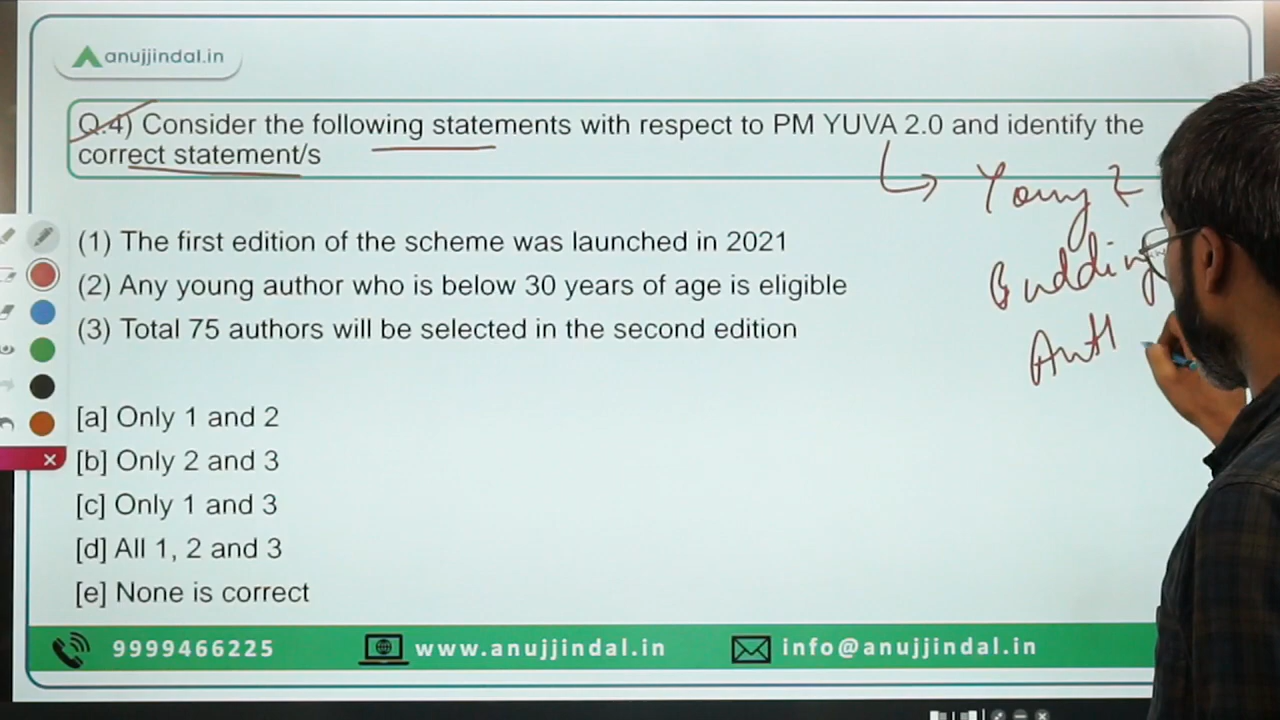 anujjindal.in
Q.4) Consider the following statements with respect to PM YUVA 2.0 and identify the
correct statement/s
Young &
Budding
Auth
(1) The first edition of the scheme was launched in 2021
(2) Any young author who is below 30 years of age is eligible
(3) Total 75 authors will be selected in the second edition
[a] Only 1 and 2
[b] Only 2 and 3
[c] Only 1 and 3
[d] All 1, 2 and 3
[e] None is correct
9999466225 www.anujjindal.in info@anujjindal.in